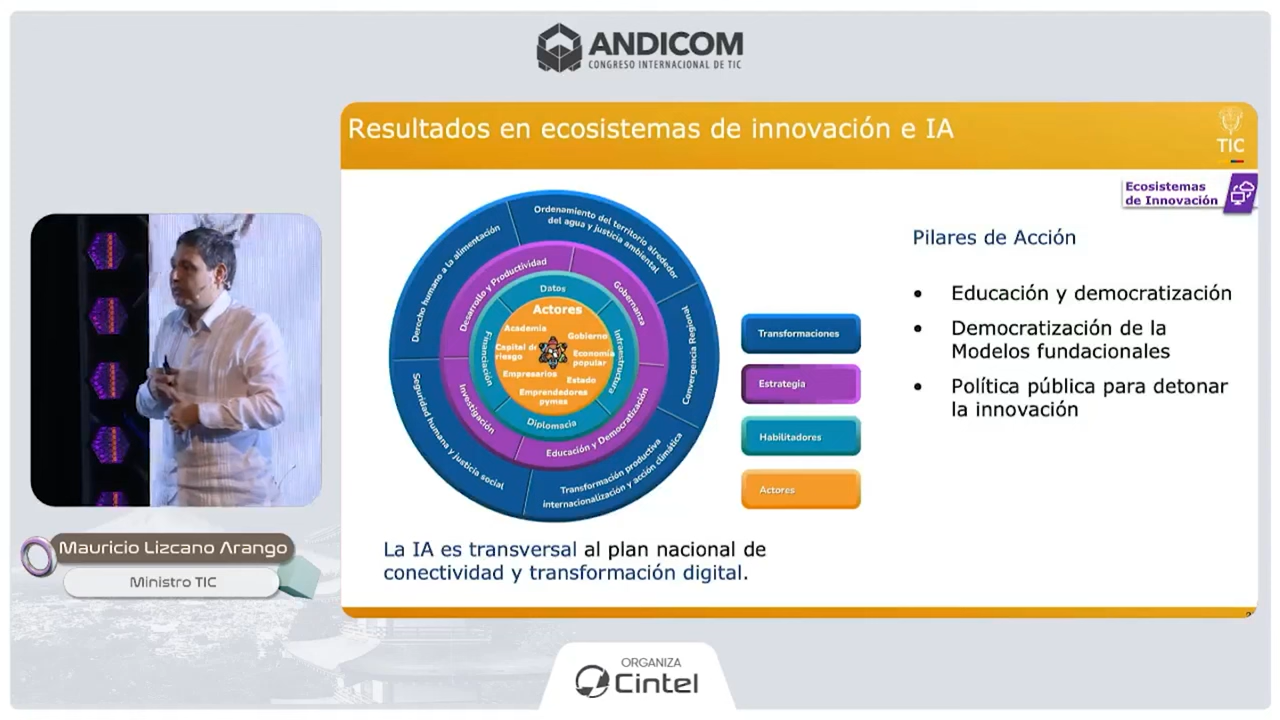 ANDICOM
CONGRESO INTERNACIONAL DE TIC
Resultados en ecosistemas de innovación e IA
TIC
Ecosistemas
de Innovación
Ordenamiento del territorio alrededor
del agua y justicia ambiental
Derecho humano a la alimentación
Convergencia Regional
Seguridad humana y justicia social
Transformación productiva
internacionalización y acción climática
Desarrollo y Productividad
Gobernanza
Investigación
Educación y Democratización
Datos
Financiación
Infraestructura
Diplomacia
Actores
Academia
Gobierno
Capital de
riesgo
Economía
popular
Empresarios
Estado
Emprendedores
pymes
Transformaciones
Estrategia
Habilitadores
Actores
Pilares de Acción
• Educación y democratización
• Democratización de la
Modelos fundacionales
• Política pública para detonar
la innovación
La IA es transversal al plan nacional de
conectividad y transformación digital.
Mauricio Lizcano Arango
Ministro TIC
ORGANIZA
Cintel